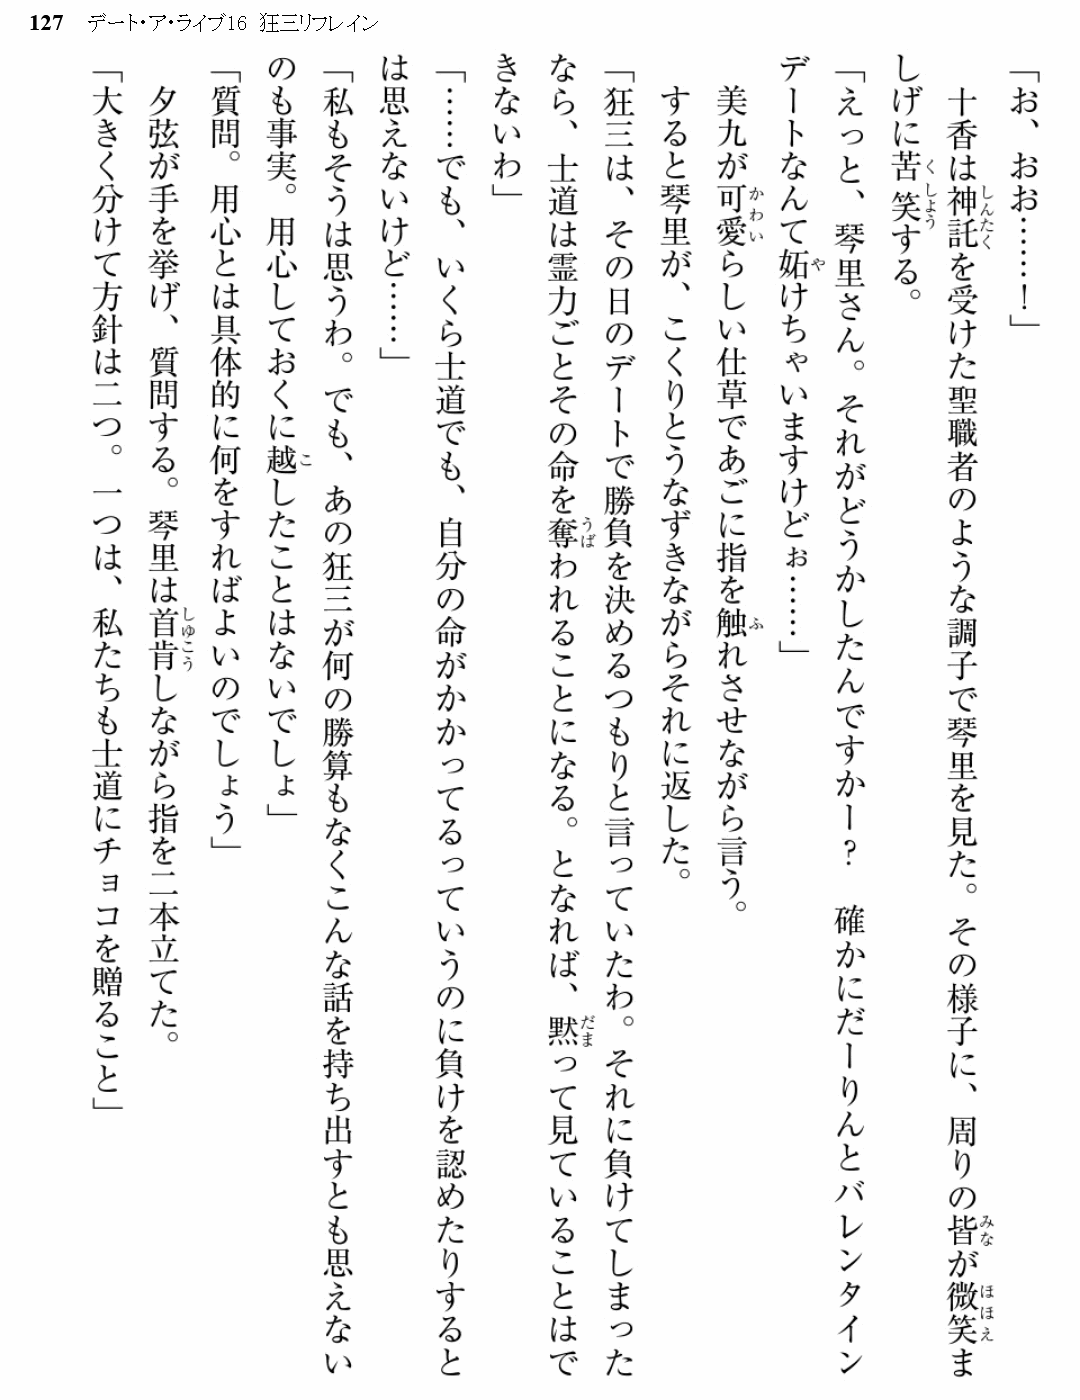 127 デート・ア・ライブ16 狂三リフレイン
「お、おお……！」
十香は神託を受けた聖職者のような調子で琴里を見た。その様子に、周りの皆が微笑ま
しげに苦笑する。
「えっと、琴里さん。それがどうかしたんですかー？　確かにだーりんとバレンタイン
デートなんて妬けちゃいますけどぉ……」
美九が可愛らしい仕草であごに指を触れさせながら言う。
すると琴里が、こくりとうなずきながらそれに返した。
「狂三は、その日のデートで勝負を決めるつもりと言っていたわ。それに負けてしまった
なら、士道は霊力ごとその命を奪われることになる。となれば、黙って見ていることはで
きないわ」
「……でも、いくら士道でも、自分の命がかかってるっていうのに負けを認めたりすると
は思えないけど……」
「私もそうは思うわ。でも、あの狂三が何の勝算もなくこんな話を持ち出すとも思えない
のも事実。用心しておくに越したことはないでしょ」
「質問。用心とは具体的に何をすればよいのでしょう」
夕弦が手を挙げ、質問する。琴里は首肯しながら指を二本立てた。
「大きく分けて方針は二つ。一つは、私たちも士道にチョコを贈ること」